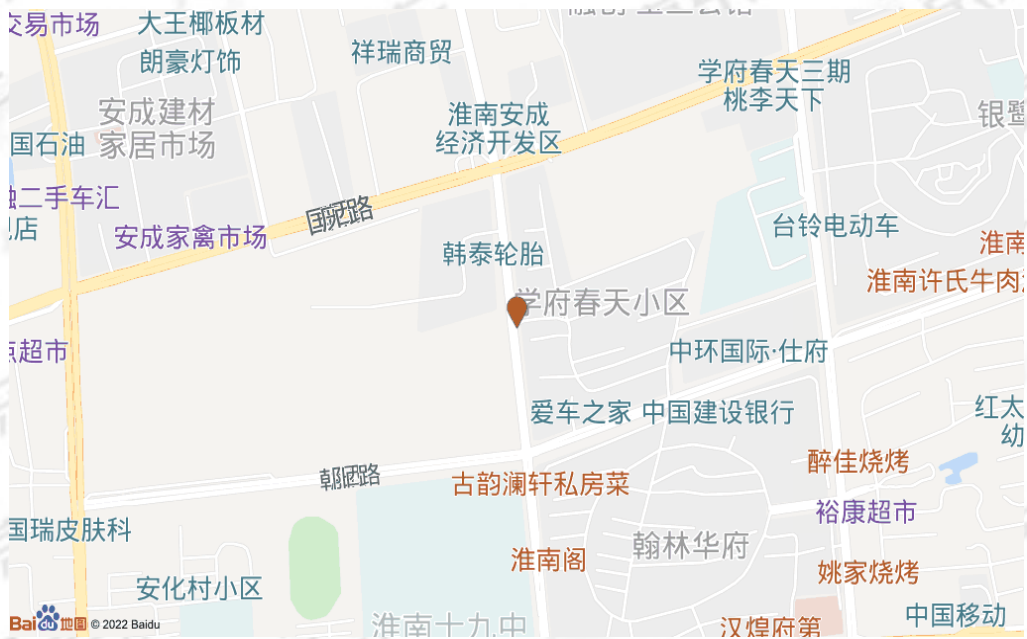 交易市场
大王椰板材
朗豪灯饰
祥瑞商贸
学府春天三期
桃李天下
安成建材
家居市场
淮南安成
经济开发区
国石油
银鹭
二手车汇
店
安成家禽市场
台铃电动车
韩泰轮胎
淮南
淮南许氏牛肉
学府春天小区
点超市
中环国际·仕府
爱车之家
中国建设银行
红太
幼
醉佳烧烤
古韵澜轩私房菜
裕康超市
国瑞皮肤科
翰林华府
淮南阁
姚家烧烤
安化村小区
中国移动
淮南十九中
汉煌府第
Bai du 地图 © 2022 Baidu